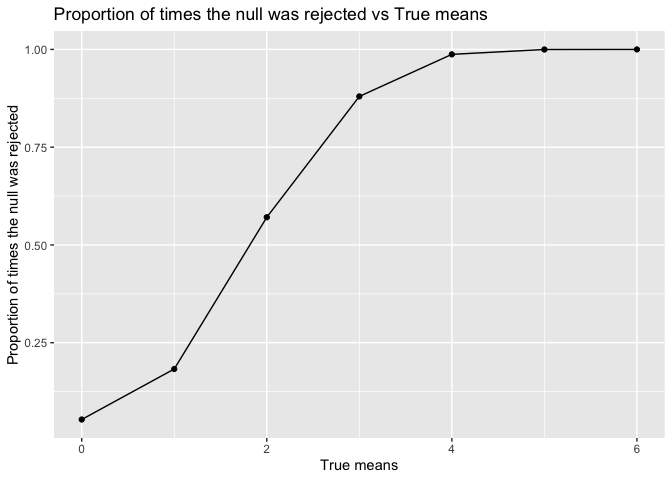 Proportion of times the null was rejected vs True means
Proportion of times the null was rejected
1.00
0.75
0.50
0.25
0 2 4 6
True means